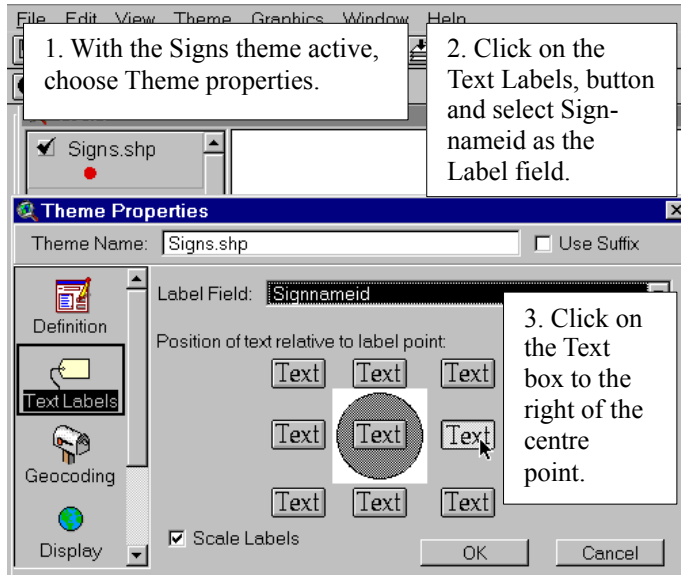 File Edit View Theme Graphics Window Help
1. With the Signs theme active,
choose Theme properties.
2. Click on the
Text Labels, button
and select Sign-
nameid as the
Label field.
Signs.shp
Theme Properties
Theme Name: Signs.shp Use Suffix
Definition
Text Labels
Geocoding
Display
Label Field: Signnameid
Position of text relative to label point:
Text Text Text
Text Text Text
Text Text Text
3. Click on
the Text
box to the
right of the
centre
point.
Scale Labels
OK Cancel